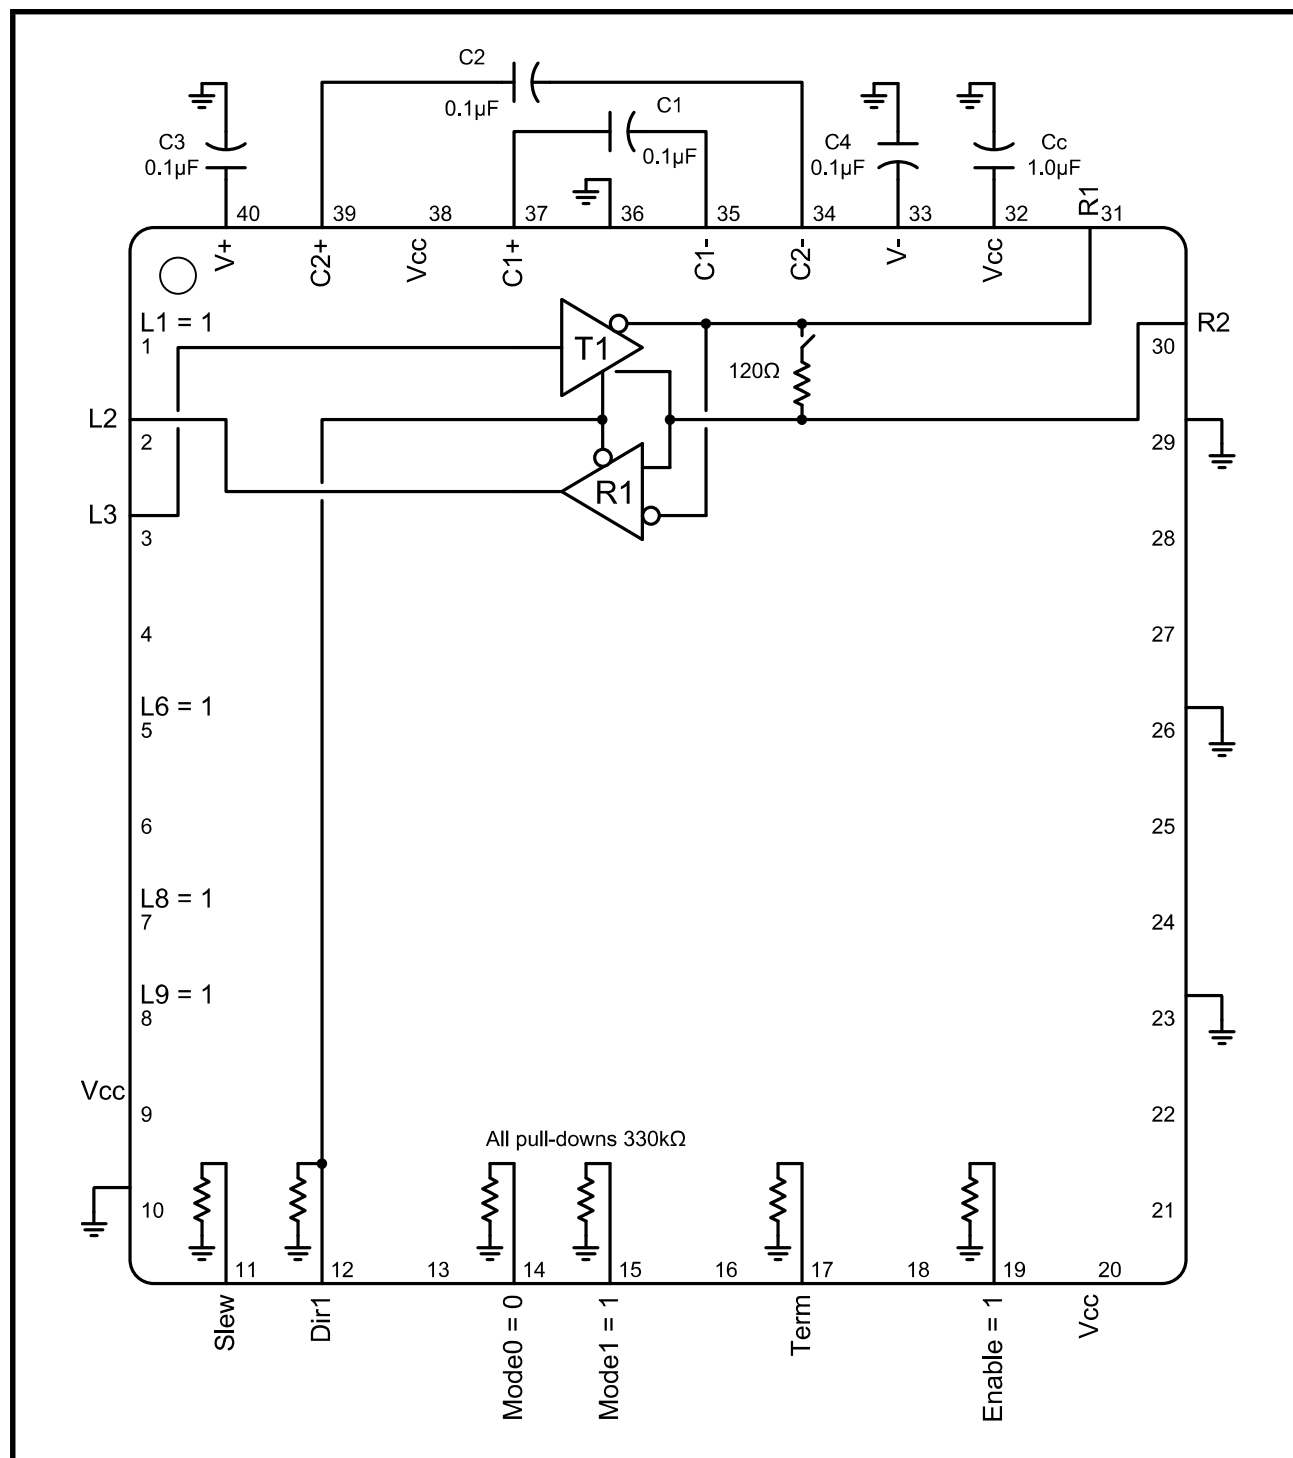 C2
0.1µF
C1
0.1µF
C3
0.1µF
C4
0.1µF
Cc
1.0µF
R1
40
39
38
37
36
35
34
33
32
31
V+
C2+
Vcc
C1+
C1-
C2-
V-
Vcc
L1 = 1
1
T1
120Ω
R2
30
L2
2
29
R1
L3
3
28
4
27
L6 = 1
5
26
6
25
L8 = 1
7
24
L9 = 1
8
23
Vcc
9
22
All pull-downs 330kΩ
10
21
11
12
13
14
15
16
17
18
19
20
Slew
Dir1
Mode0 = 0
Mode1 = 1
Term
Enable = 1
Vcc